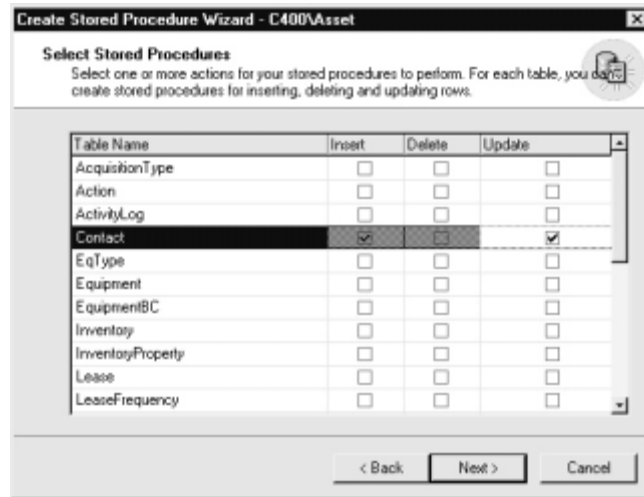 Create Stored Procedure Wizard - C400\Asset
Select Stored Procedures
Select one or more actions for your stored procedures to perform. For each table, you can
create stored procedures for inserting, deleting and updating rows.
Table Name Insert Delete Update
AcquisitionType
Action
ActivityLog
Contact
EqType
Equipment
EquipmentBC
Inventory
InventoryProperty
Lease
LeaseFrequency
< Back Next > Cancel